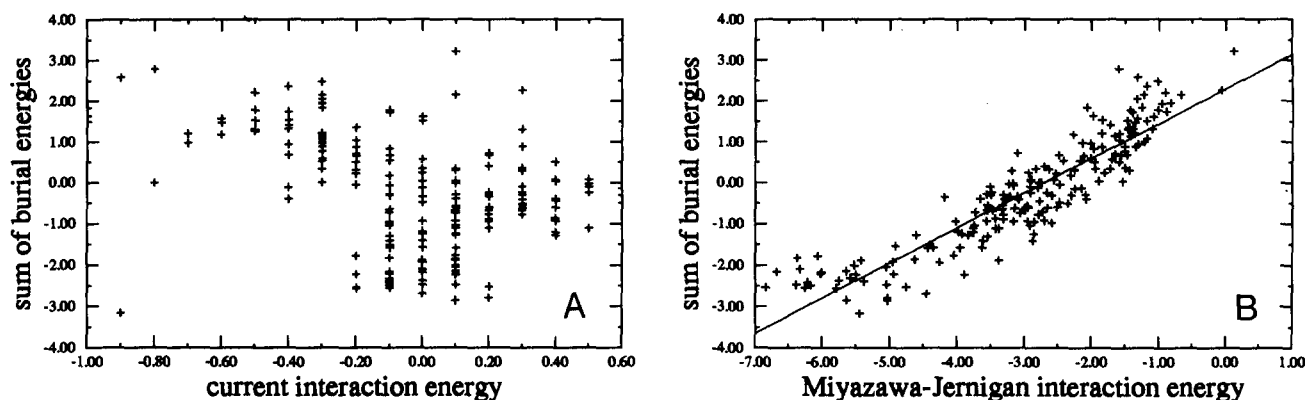 4.00
3.00
2.00
1.00
0.00
-1.00
-2.00
-3.00
-4.00
sum of burial energies
-1.00 -0.80 -0.60 -0.40 -0.20 0.00 0.20 0.40 0.60
current interaction energy
A
4.00
3.00
2.00
1.00
0.00
-1.00
-2.00
-3.00
-4.00
sum of burial energies
-7.00 -6.00 -5.00 -4.00 -3.00 -2.00 -1.00 0.00 1.00
Miyazawa-Jernigan interaction energy
B